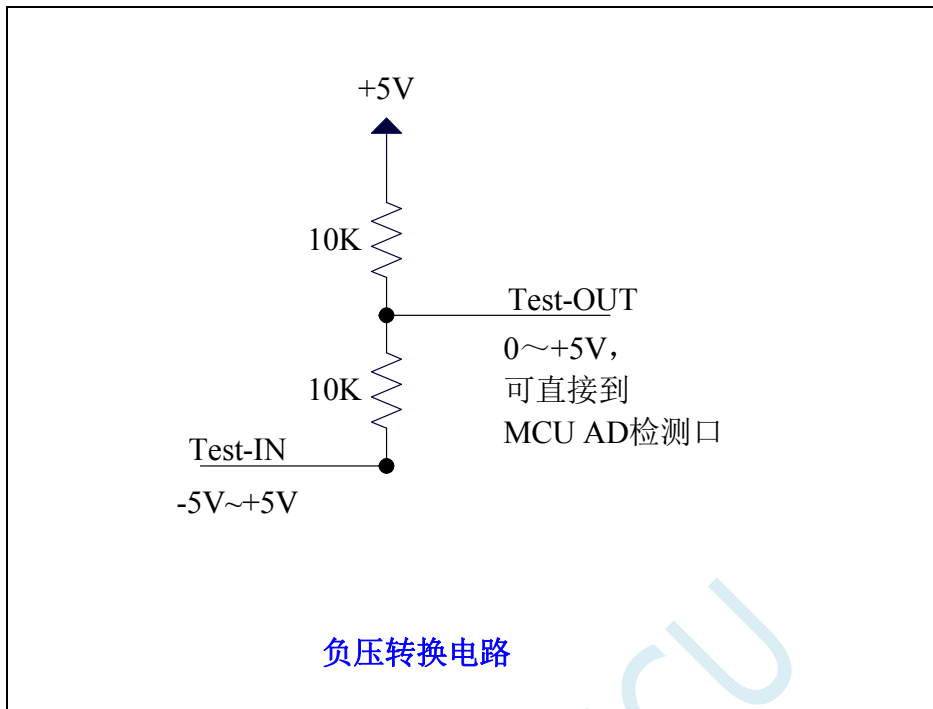 +5V
10K
Test-OUT
0～+5V，
可直接到
MCU AD检测口
10K
Test-IN
-5V~+5V
负压转换电路
CU